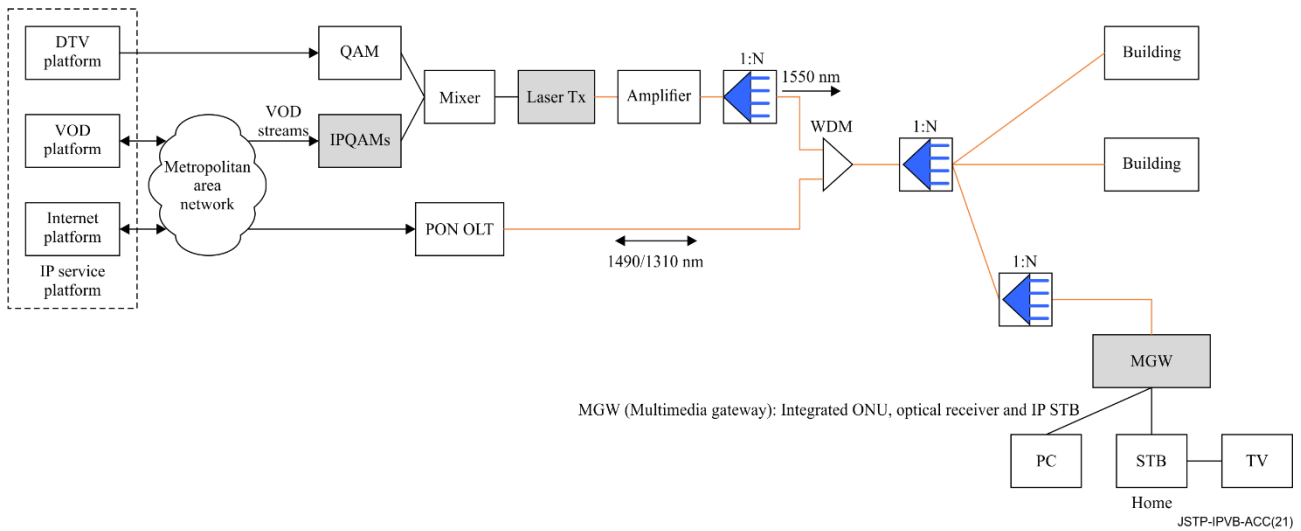 DTV
platform
QAM
1:N
1550 nm
Building
Mixer
Laser Tx
Amplifier
VOD
platform
VOD
streams
IPQAMs
WDM
1:N
Building
Metropolitan
area
network
Internet
platform
PON OLT
1490/1310 nm
IP service
platform
1:N
MGW
MGW (Multimedia gateway): Integrated ONU, optical receiver and IP STB
PC
STB
TV
Home
JSTP-IPVB-ACC(21)